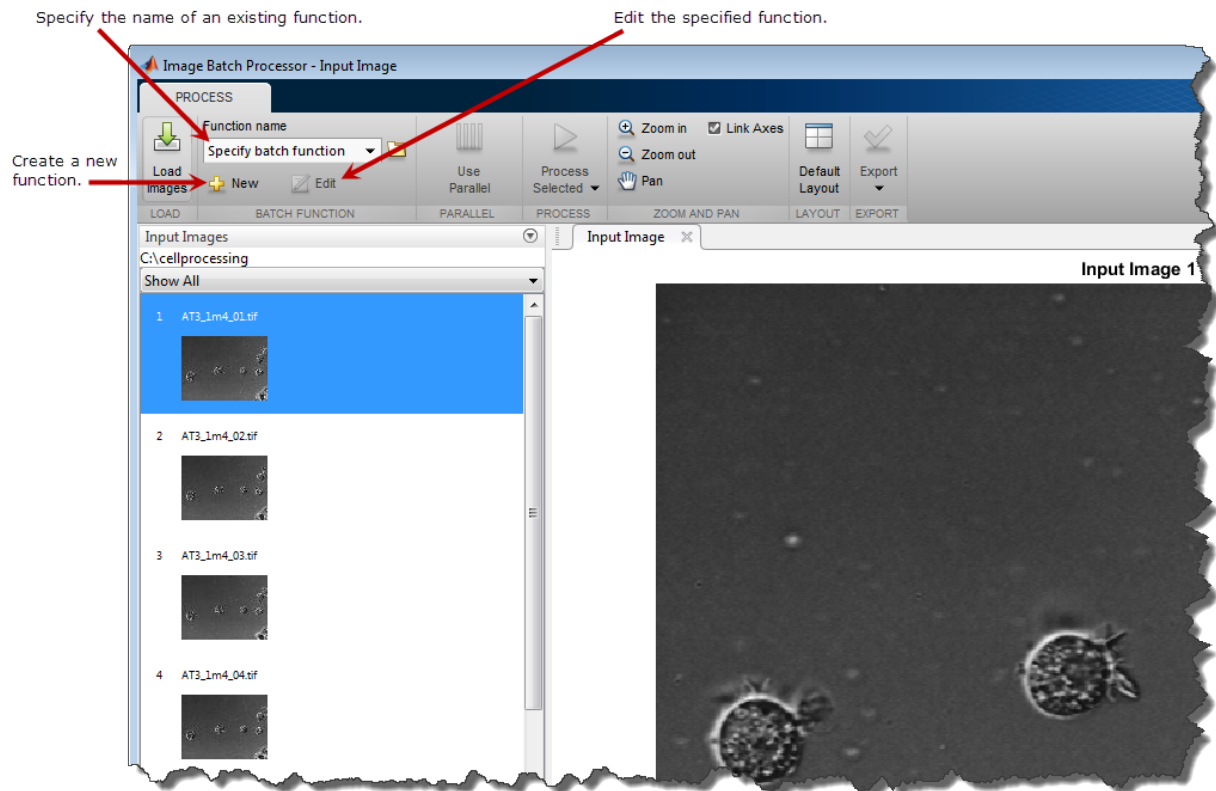 Specify the name of an existing function.
Edit the specified function.
Image Batch Processor - Input Image
PROCESS
Function name
Specify batch function
Create a new
function.
New
Edit
Load
Images
Use
Parallel
Process
Selected
Zoom in
Link Axes
Zoom out
Pan
Default
Layout
Export
LOAD
BATCH FUNCTION
PARALLEL
PROCESS
ZOOM AND PAN
LAYOUT
EXPORT
Input Images
Input Image
C:\cellprocessing
Show All
Input Image 1
1 AT3_1m4_01.tif
2 AT3_1m4_02.tif
3 AT3_1m4_03.tif
4 AT3_1m4_04.tif